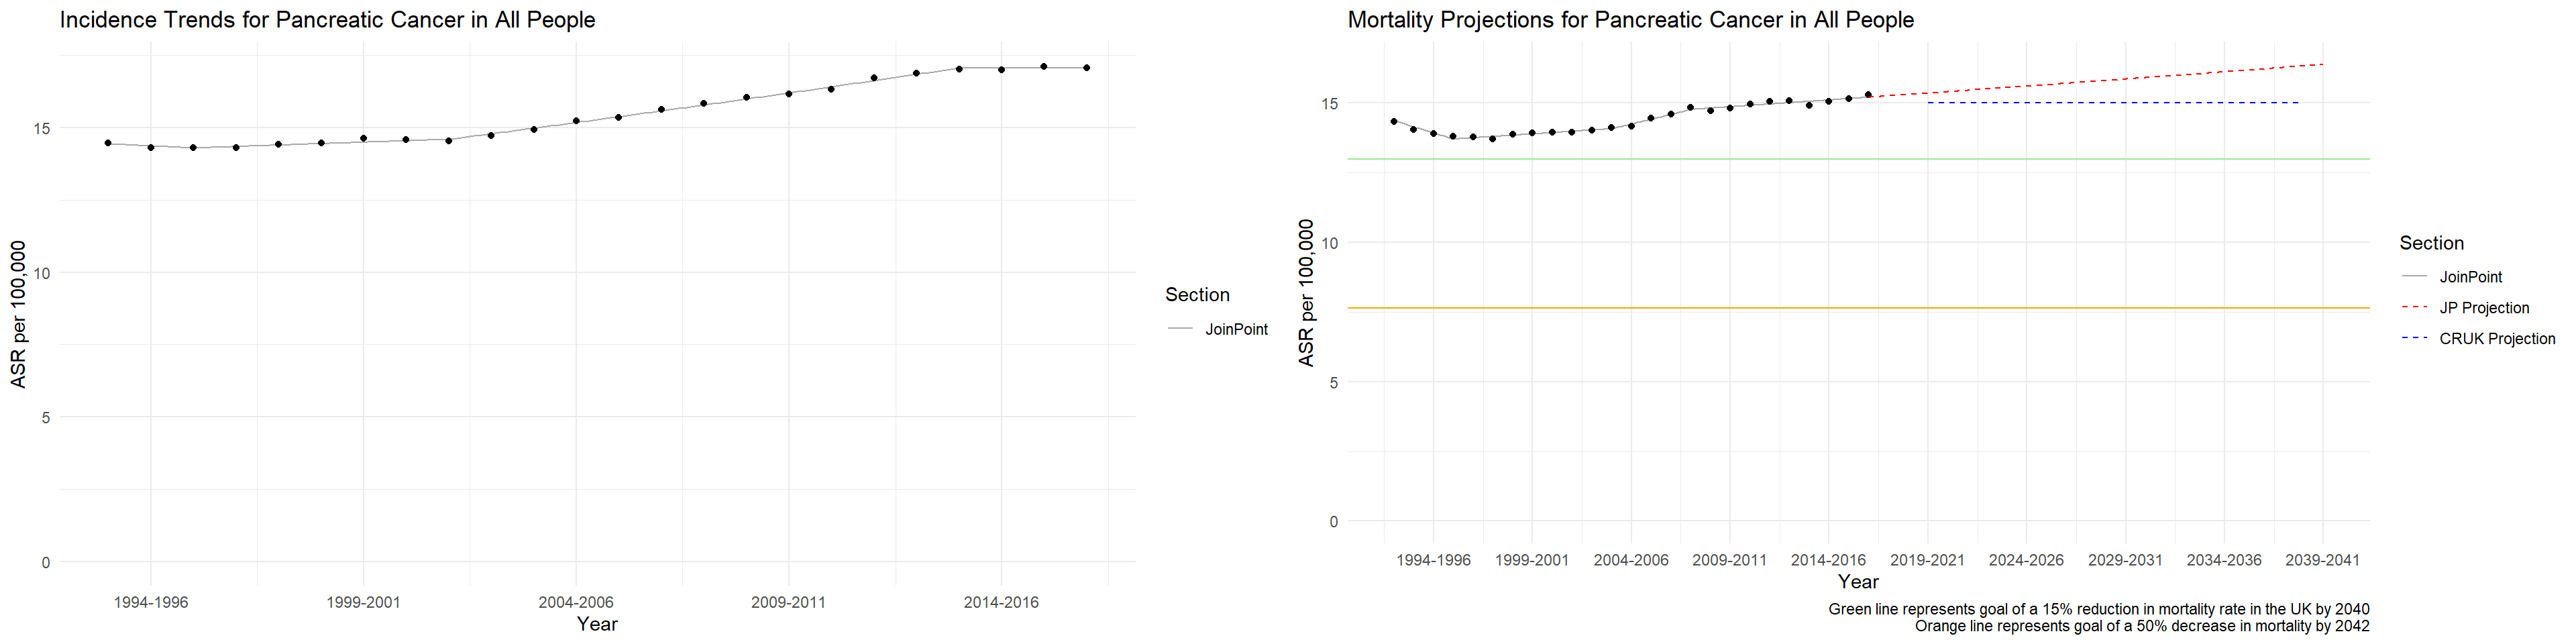 Incidence Trends for Pancreatic Cancer in All People
ASR per 100,000
15
10
5
0
1994-1996
1999-2001
2004-2006
2009-2011
2014-2016
Year
Section
JoinPoint
Mortality Projections for Pancreatic Cancer in All People
ASR per 100,000
15
10
5
0
1994-1996
1999-2001
2004-2006
2009-2011
2014-2016
2019-2021
2024-2026
2029-2031
2034-2036
2039-2041
Year
Section
JoinPoint
JP Projection
CRUK Projection
Green line represents goal of a 15% reduction in mortality rate in the UK by 2040
Orange line represents goal of a 50% decrease in mortality by 2042